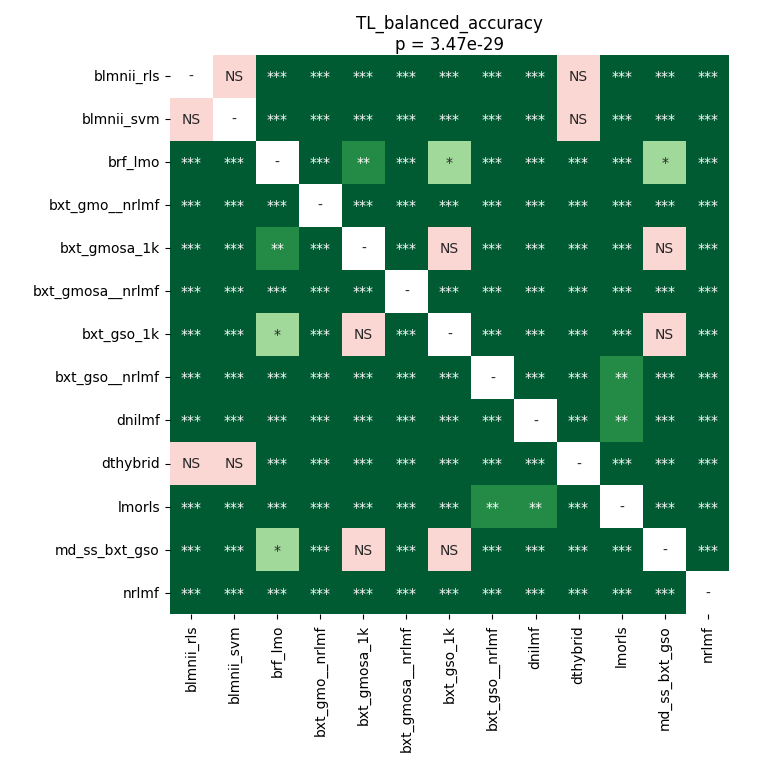 TL_balanced_accuracy
p = 3.47e-29
blmnii_rls - NS *** *** *** *** *** *** *** NS *** *** ***
blmnii_svm NS - *** *** *** *** *** *** *** NS *** *** ***
brf_lmo *** *** - *** ** *** * *** *** *** *** * ***
bxt_gmo__nrlmf *** *** *** - *** *** *** *** *** *** *** *** ***
bxt_gmosa_1k *** *** ** *** - *** NS *** *** *** *** NS ***
bxt_gmosa__nrlmf *** *** *** *** *** - *** *** *** *** *** *** ***
bxt_gso_1k *** *** * *** NS *** - *** *** *** *** NS ***
bxt_gso__nrlmf *** *** *** *** *** *** *** - *** *** ** *** ***
dnilmf *** *** *** *** *** *** *** *** - *** ** *** ***
dthybrid NS NS *** *** *** *** *** *** *** - *** *** ***
lmorls *** *** *** *** *** *** *** ** ** *** - *** ***
md_ss_bxt_gso *** *** * *** NS *** NS *** *** *** *** - ***
nrlmf *** *** *** *** *** *** *** *** *** *** *** *** -
blmnii_rls blmnii_svm brf_lmo bxt_gmo__nrlmf bxt_gmosa_1k bxt_gmosa__nrlmf bxt_gso_1k bxt_gso__nrlmf dnilmf dthybrid lmorls md_ss_bxt_gso nrlmf